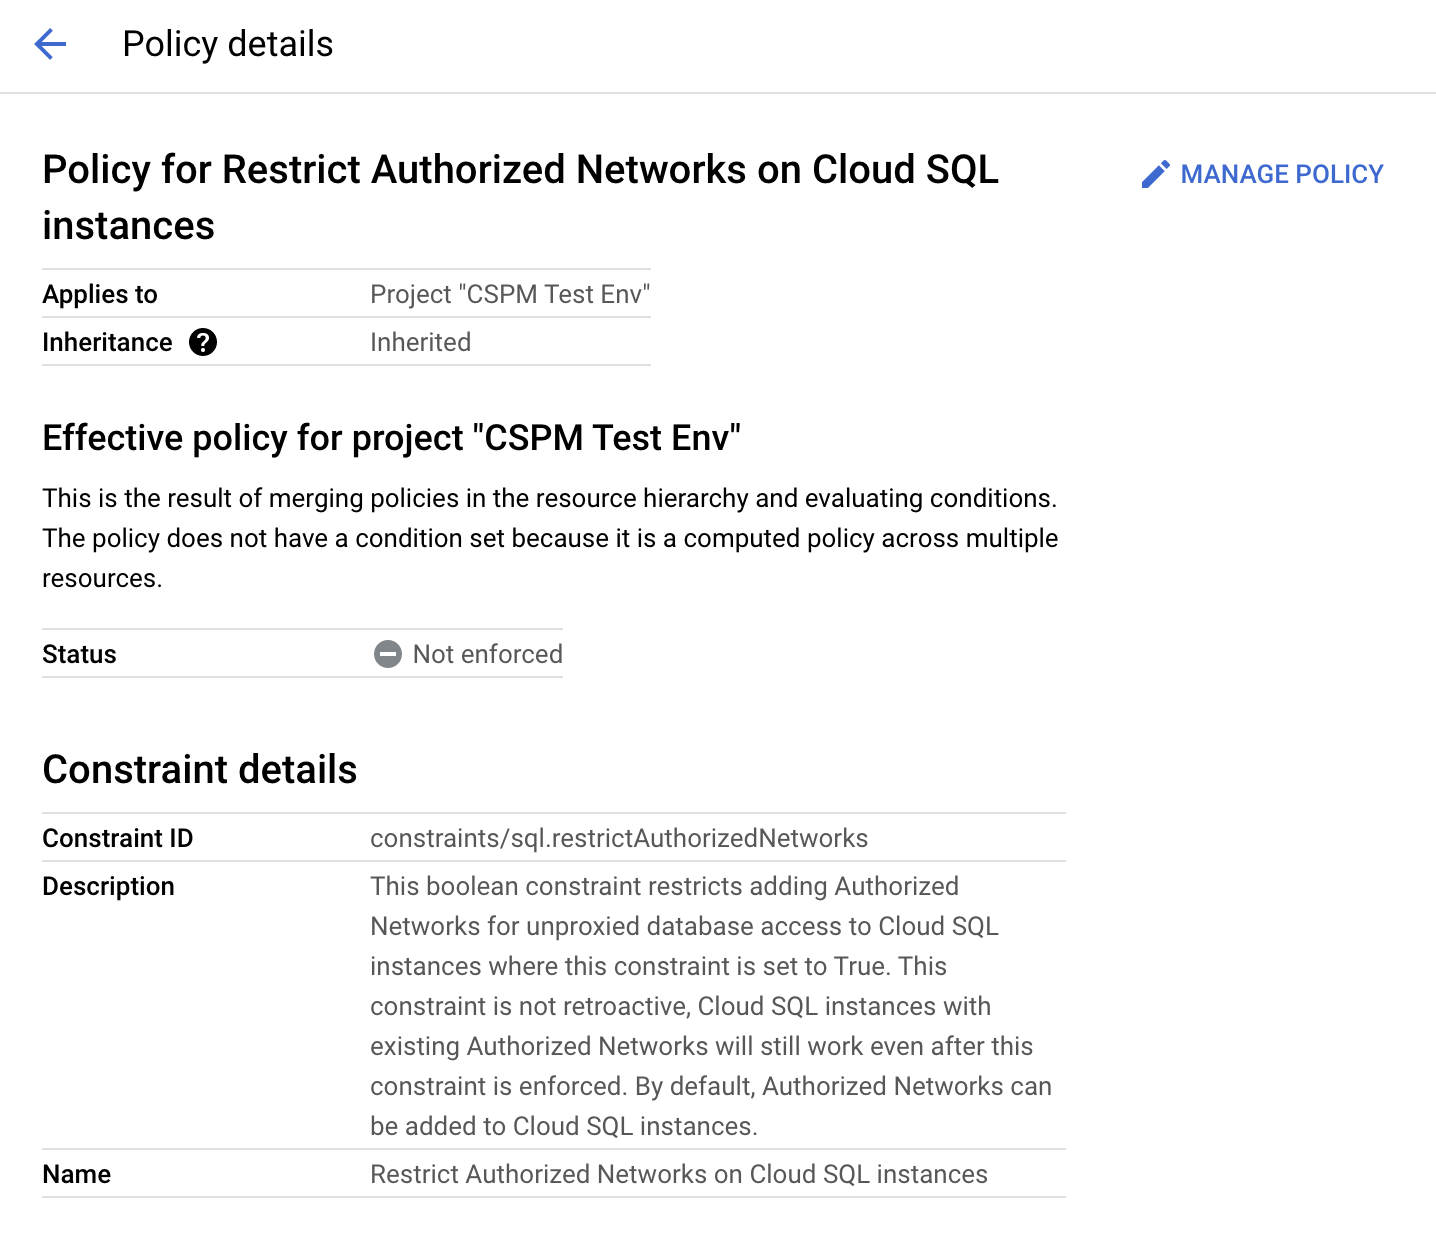 Policy details
Policy for Restrict Authorized Networks on Cloud SQL
instances
MANAGE POLICY
Applies to Project "CSPM Test Env"
Inheritance ? Inherited
Effective policy for project "CSPM Test Env"
This is the result of merging policies in the resource hierarchy and evaluating conditions.
The policy does not have a condition set because it is a computed policy across multiple
resources.
Status Not enforced
Constraint details
Constraint ID constraints/sql.restrictAuthorizedNetworks
Description This boolean constraint restricts adding Authorized
Networks for unproxied database access to Cloud SQL
instances where this constraint is set to True. This
constraint is not retroactive, Cloud SQL instances with
existing Authorized Networks will still work even after this
constraint is enforced. By default, Authorized Networks can
be added to Cloud SQL instances.
Name Restrict Authorized Networks on Cloud SQL instances